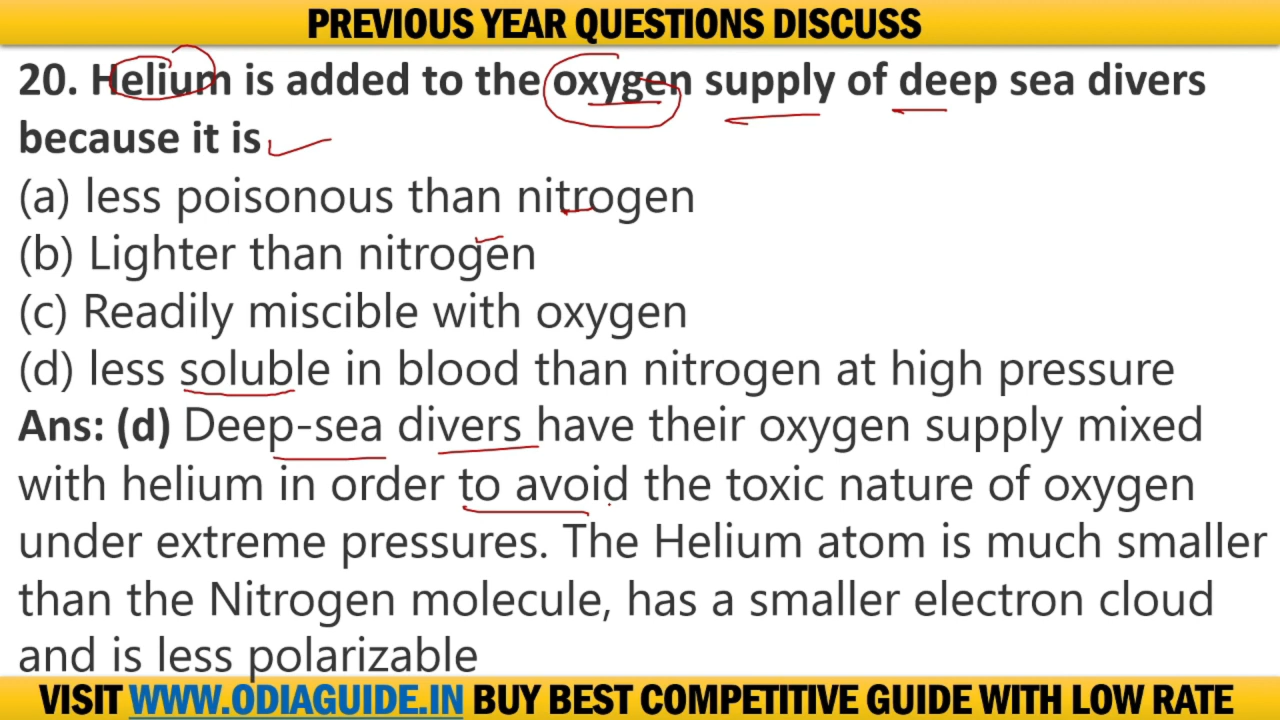 PREVIOUS YEAR QUESTIONS DISCUSS
20. Helium is added to the oxygen supply of deep sea divers
because it is
(a) less poisonous than nitrogen
(b) Lighter than nitrogen
(c) Readily miscible with oxygen
(d) less soluble in blood than nitrogen at high pressure
Ans: (d) Deep-sea divers have their oxygen supply mixed
with helium in order to avoid the toxic nature of oxygen
under extreme pressures. The Helium atom is much smaller
than the Nitrogen molecule, has a smaller electron cloud
and is less polarizable
VISIT WWW.ODIAGUIDE.IN BUY BEST COMPETITIVE GUIDE WITH LOW RATE